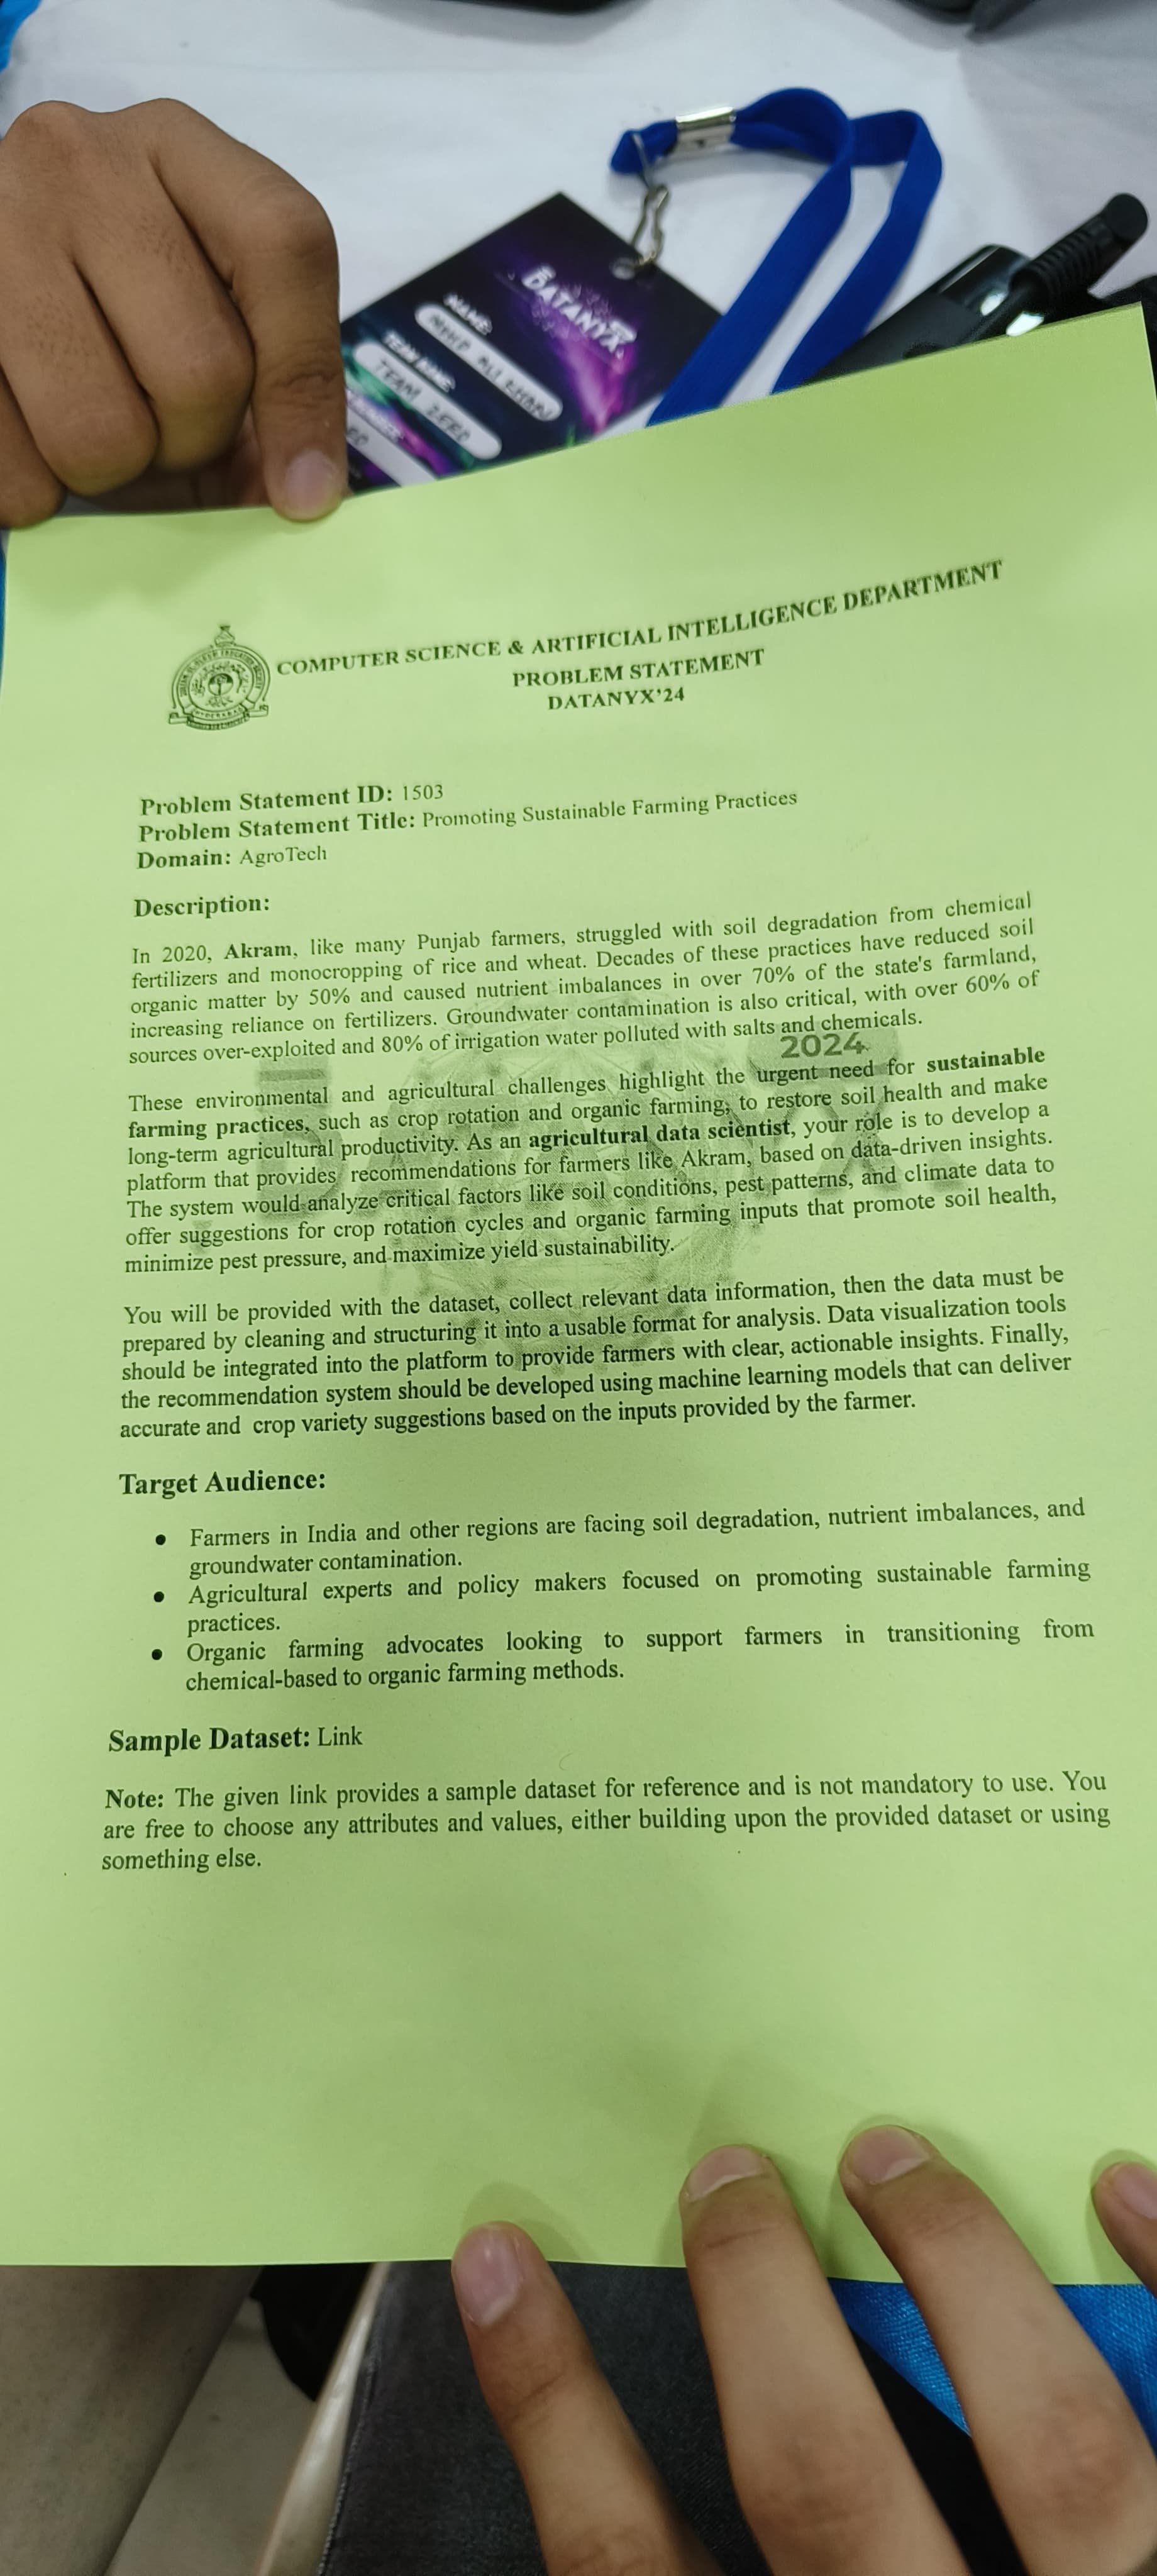 DATANYX
NAME
TEAM NAME
TEAM ZERO
COMPUTER SCIENCE & ARTIFICIAL INTELLIGENCE DEPARTMENT
PROBLEM STATEMENT
DATANYX'24
Problem Statement ID: 1503
Problem Statement Title: Promoting Sustainable Farming Practices
Domain: AgroTech
Description:
In 2020, Akram, like many Punjab farmers, struggled with soil degradation from chemical
fertilizers and monocropping of rice and wheat. Decades of these practices have reduced soil
organic matter by 50% and caused nutrient imbalances in over 70% of the state's farmland,
increasing reliance on fertilizers. Groundwater contamination is also critical, with over 60% of
sources over-exploited and 80% of irrigation water polluted with salts and chemicals.
2024
These environmental and agricultural challenges highlight the urgent need for sustainable
farming practices, such as crop rotation and organic farming, to restore soil health and make
long-term agricultural productivity. As an agricultural data scientist, your role is to develop a
platform that provides recommendations for farmers like Akram, based on data-driven insights.
The system would analyze critical factors like soil conditions, pest patterns, and climate data to
offer suggestions for crop rotation cycles and organic farming inputs that promote soil health,
minimize pest pressure, and maximize yield sustainability.
You will be provided with the dataset, collect relevant data information, then the data must be
prepared by cleaning and structuring it into a usable format for analysis. Data visualization tools
should be integrated into the platform to provide farmers with clear, actionable insights. Finally,
the recommendation system should be developed using machine learning models that can deliver
accurate and crop variety suggestions based on the inputs provided by the farmer.
Target Audience:
● Farmers in India and other regions are facing soil degradation, nutrient imbalances, and
groundwater contamination.
● Agricultural experts and policy makers focused on promoting sustainable farming
practices.
● Organic farming advocates looking to support farmers in transitioning from
chemical-based to organic farming methods.
Sample Dataset: Link
Note: The given link provides a sample dataset for reference and is not mandatory to use. You
are free to choose any attributes and values, either building upon the provided dataset or using
something else.